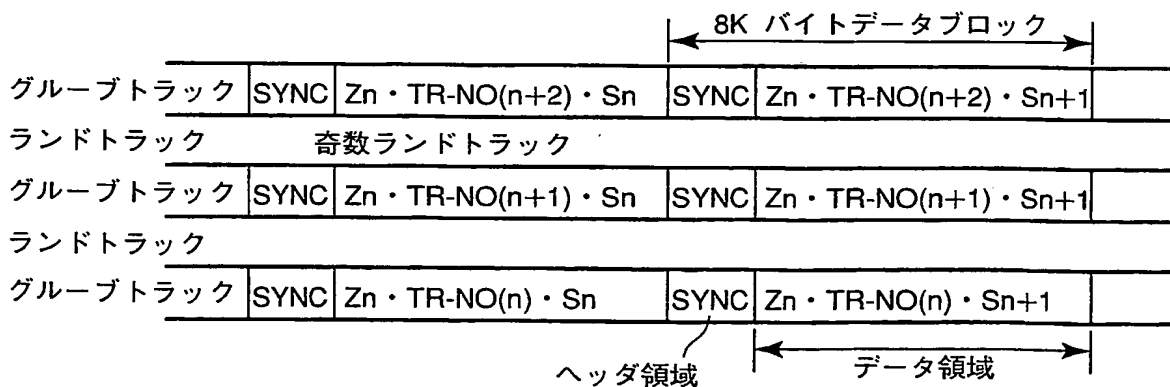 8K バイトデータブロック
グルーブトラック SYNC Zn・TR-NO(n+2)・Sn SYNC Zn・TR-NO(n+2)・Sn+1
ランドトラック 奇数ランドトラック
グルーブトラック SYNC Zn・TR-NO(n+1)・Sn SYNC Zn・TR-NO(n+1)・Sn+1
ランドトラック
グルーブトラック SYNC Zn・TR-NO(n)・Sn SYNC Zn・TR-NO(n)・Sn+1
ヘッダ領域 データ領域